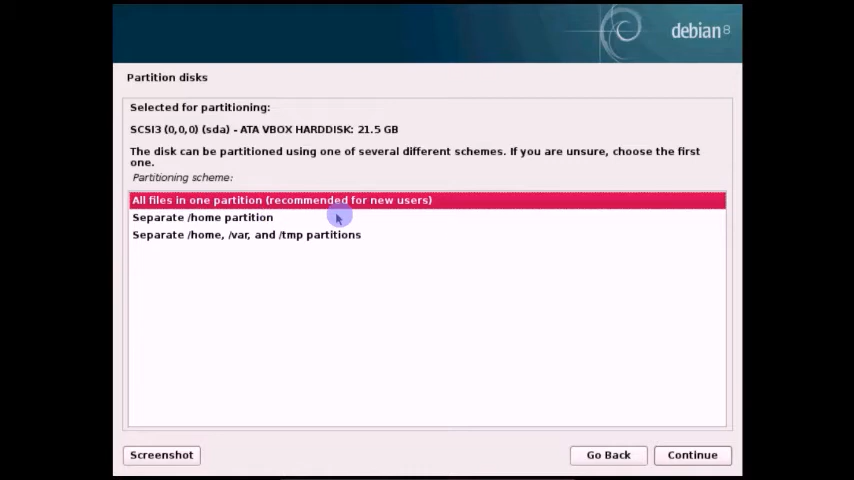 debian 8
Partition disks
Selected for partitioning:
SCSI3 (0,0,0) (sda) - ATA VBOX HARDDISK: 21.5 GB
The disk can be partitioned using one of several different schemes. If you are unsure, choose the first
one.
Partitioning scheme:
All files in one partition (recommended for new users)
Separate /home partition
Separate /home, /var, and /tmp partitions
Screenshot
Go Back
Continue